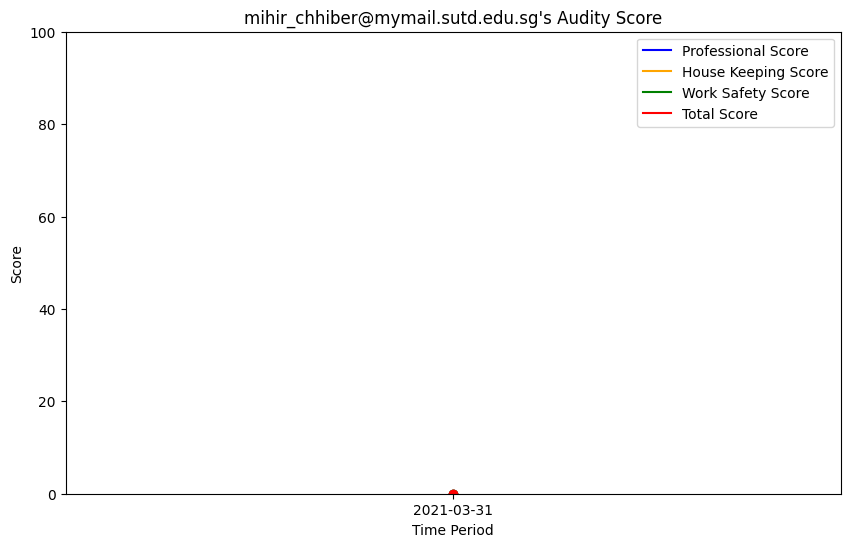 mihir_chhiber@mymail.sutd.edu.sg's Audity Score
Professional Score
House Keeping Score
Work Safety Score
Total Score
100
80
60
40
20
0
Score
2021-03-31
Time Period